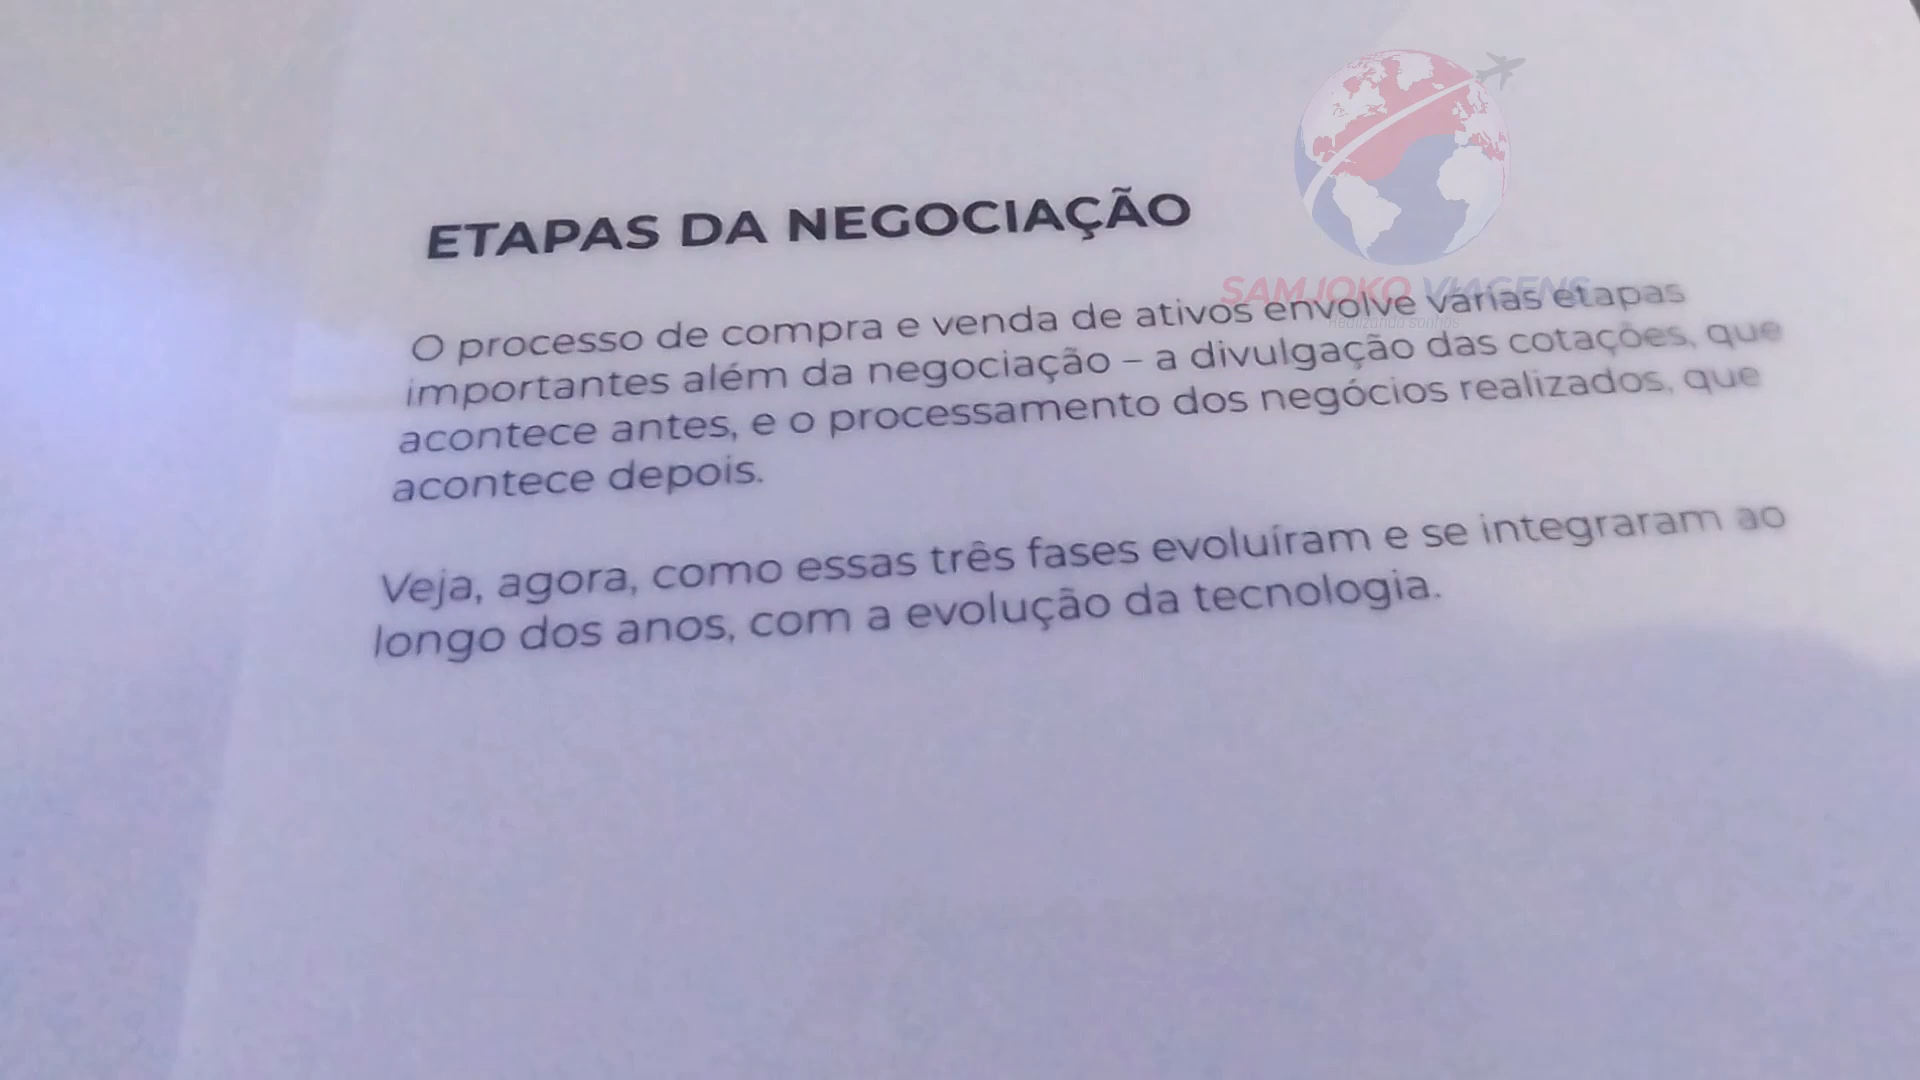 ETAPAS DA NEGOCIAÇÃO
SAMJOKO VIAGENS
Realizando sonhos
O processo de compra e venda de ativos envolve várias etapas
importantes além da negociação – a divulgação das cotações, que
acontece antes, e o processamento dos negócios realizados, que
acontece depois.
Veja, agora, como essas três fases evoluíram e se integraram ao
longo dos anos, com a evolução da tecnologia.